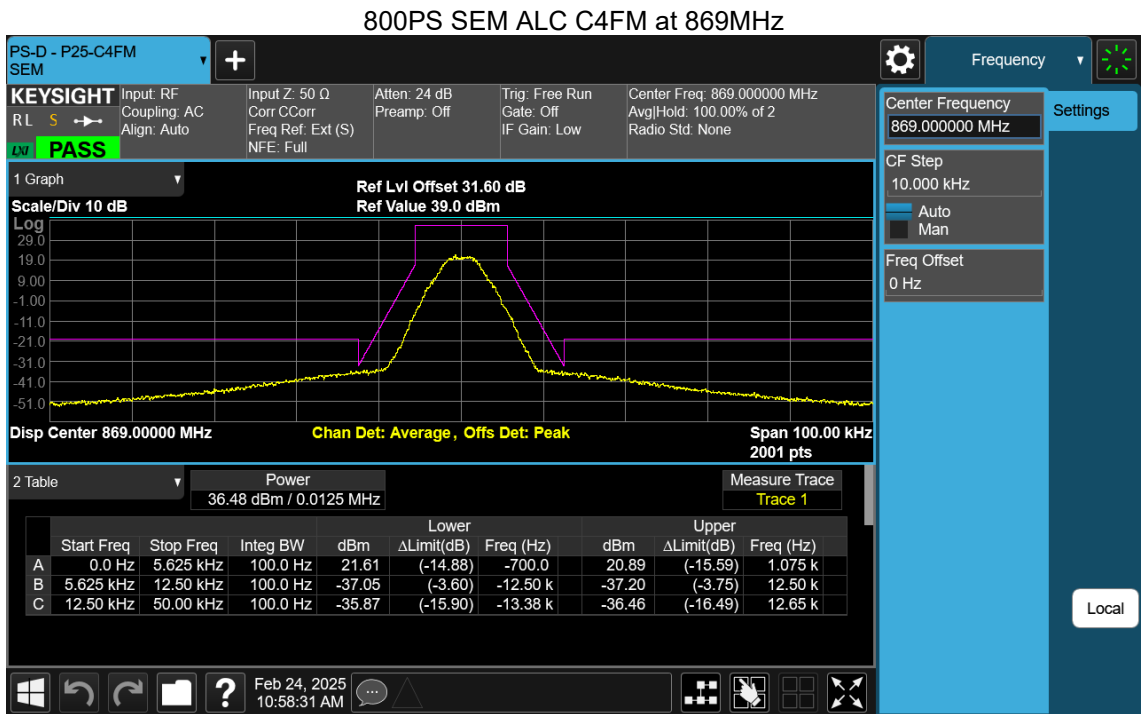 800PS SEM ALC C4FM at 869MHz
PS-D - P25-C4FM
SEM
+
Frequency
KEYSIGHT
RL S
LXI
PASS
Input: RF
Coupling: AC
Align: Auto
Input Z: 50 Ω
Corr CCorr
Freq Ref: Ext (S)
NFE: Full
Atten: 24 dB
Preamp: Off
Trig: Free Run
Gate: Off
IF Gain: Low
Center Freq: 869.000000 MHz
Avg|Hold: 100.00% of 2
Radio Std: None
Center Frequency
869.000000 MHz
Settings
CF Step
10.000 kHz
Auto
Man
Freq Offset
0 Hz
1 Graph
Scale/Div 10 dB
Ref Lvl Offset 31.60 dB
Ref Value 39.0 dBm
Log
29.0
19.0
9.00
-1.00
-11.0
-21.0
-31.0
-41.0
-51.0
Disp Center 869.00000 MHz
Chan Det: Average , Offs Det: Peak
Span 100.00 kHz
2001 pts
2 Table
Power
36.48 dBm / 0.0125 MHz
Measure Trace
Trace 1
Lower Upper
Start Freq Stop Freq Integ BW dBm ΔLimit(dB) Freq (Hz) dBm ΔLimit(dB) Freq (Hz)
A 0.0 Hz 5.625 kHz 100.0 Hz 21.61 (-14.88) -700.0 20.89 (-15.59) 1.075 k
B 5.625 kHz 12.50 kHz 100.0 Hz -37.05 (-3.60) -12.50 k -37.20 (-3.75) 12.50 k
C 12.50 kHz 50.00 kHz 100.0 Hz -35.87 (-15.90) -13.38 k -36.46 (-16.49) 12.65 k
Local
?
Feb 24, 2025
10:58:31 AM